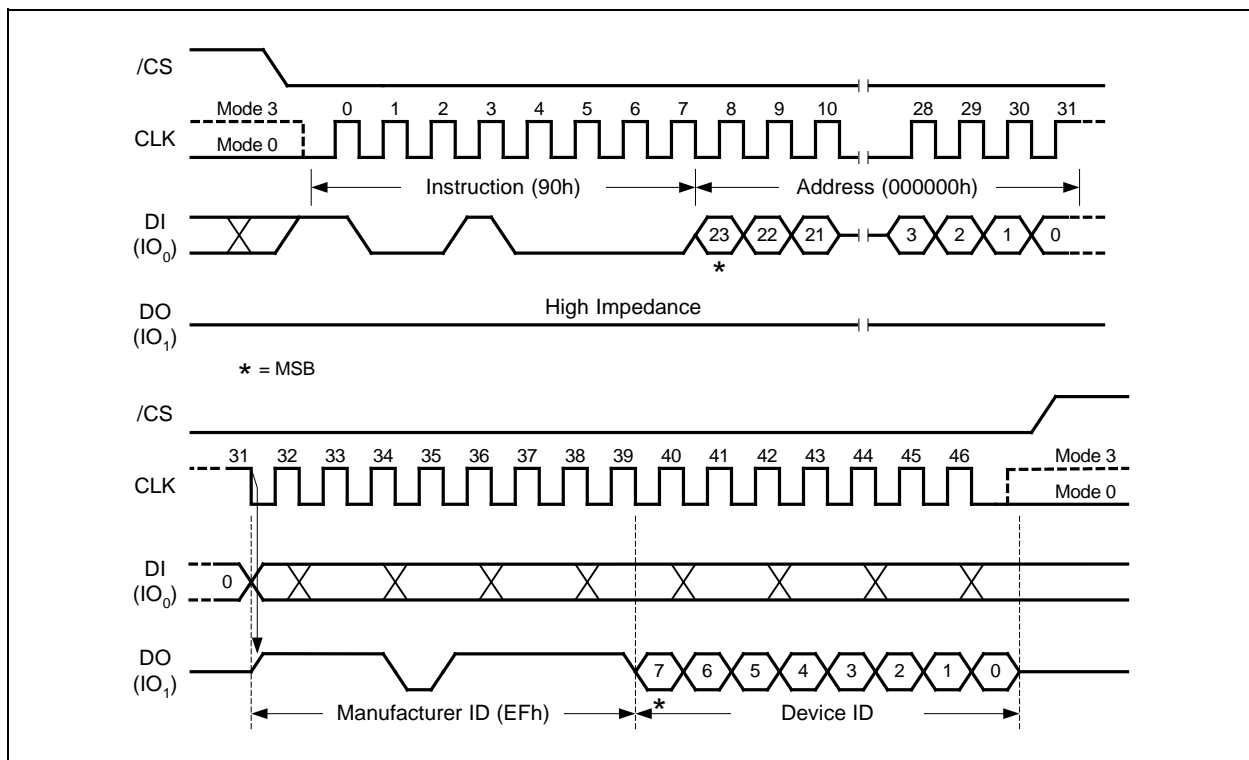 /CS
Mode 3
0 1 2 3 4 5 6 7 8 9 10 28 29 30 31
CLK
Mode 0
Instruction (90h) Address (000000h)
DI
(IO0)
23 22 21 3 2 1 0
*
DO
(IO1)
High Impedance
* = MSB
/CS
31 32 33 34 35 36 37 38 39 40 41 42 43 44 45 46
Mode 3
CLK
Mode 0
DI
(IO0)
0
DO
(IO1)
7 6 5 4 3 2 1 0
*
Manufacturer ID (EFh) Device ID